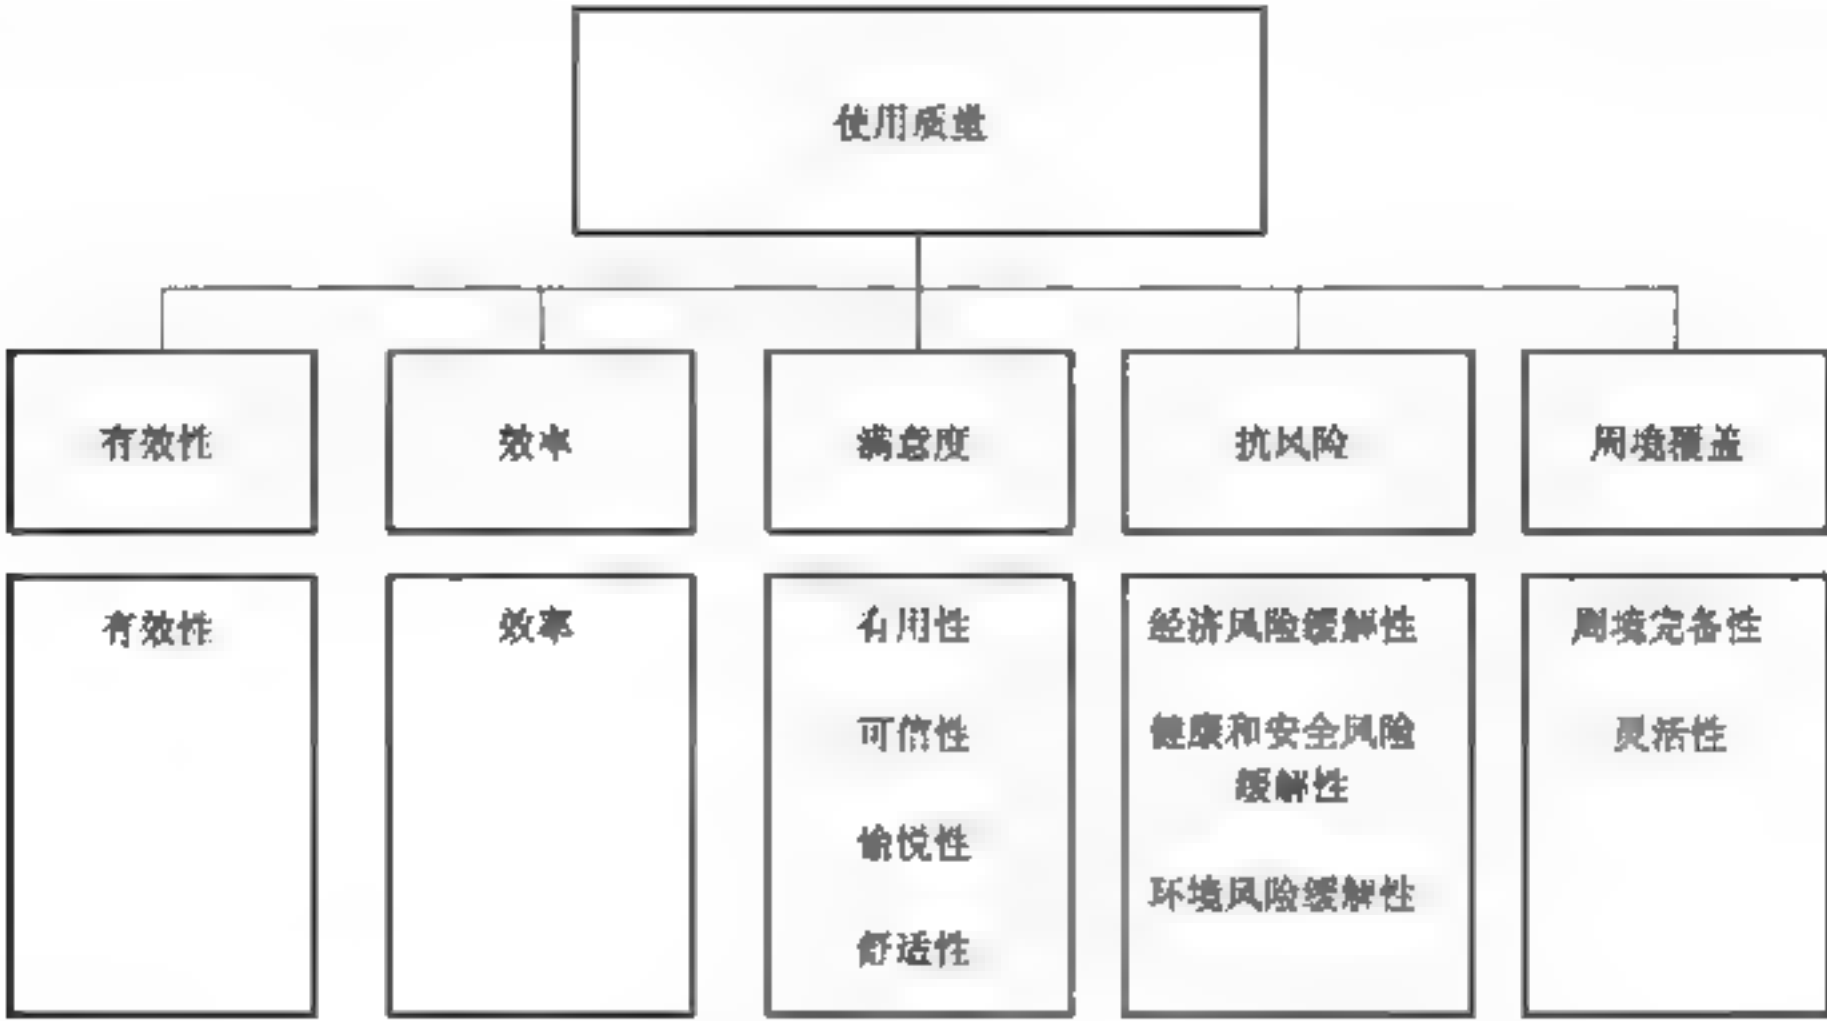 使用质量
有效性
效率
满意度
抗风险
周境覆盖
有效性
效率
有用性
可信性
愉悦性
舒适性
经济风险缓解性
健康和安全风险
缓解性
环境风险缓解性
周境完备性
灵活性